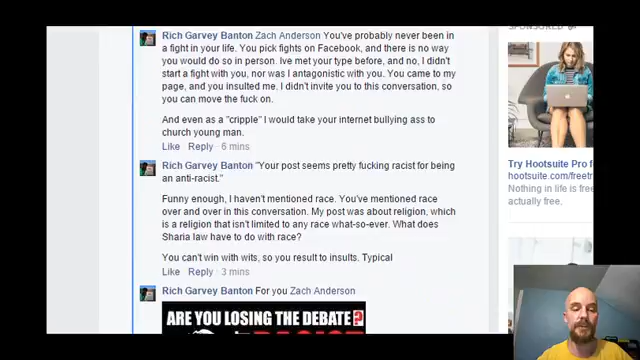 SPONSORED
Rich Garvey Banton Zach Anderson You've probably never been in
a fight in your life. You pick fights on Facebook, and there is no way
you would do so in person. Ive met your type before, and no, I didn't
start a fight with you, nor was I antagonistic with you. You came to my
page, and you insulted me. I didn't invite you to this conversation, so
you can move the fuck on.
And even as a "cripple" I would take your internet bullying ass to
church young man.
Like Reply · 6 mins
Rich Garvey Banton "Your post seems pretty fucking racist for being
an anti-racist."
Funny enough, I haven't mentioned race. You've mentioned race
over and over in this conversation. My post was about religion, which
is a religion that isn't limited to any race what-so-ever. What does
Sharia law have to do with race?
You can't win with wits, so you result to insults. Typical
Like Reply · 3 mins
Rich Garvey Banton For you Zach Anderson
ARE YOU LOSING THE DEBATE?
Try Hootsuite Pro f
hootsuite.com/freetr
Nothing in life is free
actually free.